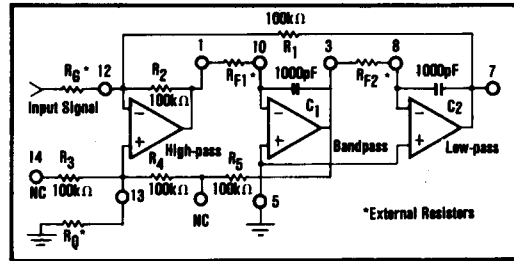 100kΩ
R1
12
1
10
3
8
RG*
R2
RF1*
1000pF
RF2*
1000pF
7
Input Signal
100kΩ
C1
C2
14
R3
High-pass
R4
R5
Bandpass
Low-pass
NC
100kΩ
100kΩ
100kΩ
13
NC
5
RQ*
*External Resistors